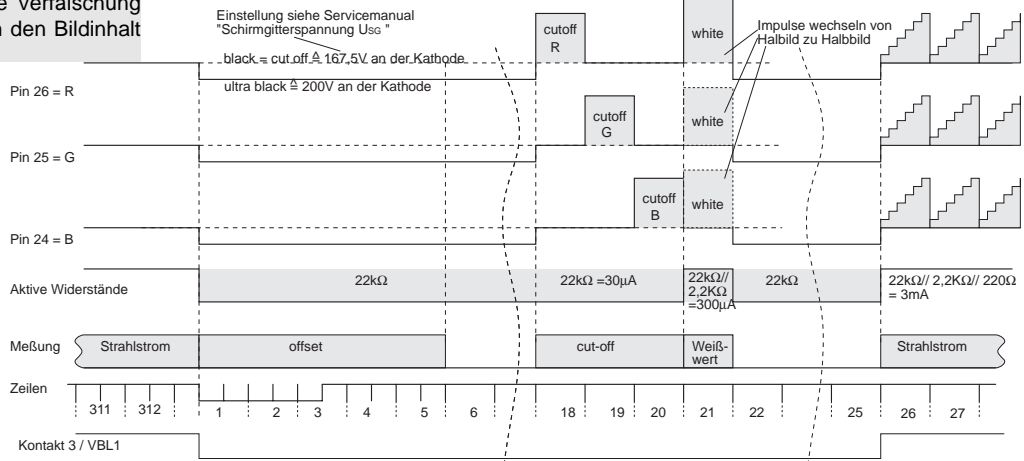 e Verfälschung
n den Bildinhalt
Einstellung siehe Servicemanual
"Schirmgitterspannung USG "
black = cut off ≙ 167,5V an der Kathode
ultra black ≙ 200V an der Kathode
cutoff
R
white
Impulse wechseln von
Halbild zu Halbbild
Pin 26 = R
cutoff
G
white
Pin 25 = G
cutoff
B
white
Pin 24 = B
Aktive Widerstände
22kΩ
22kΩ =30µA
22kΩ//
2,2KΩ
=300µA
22kΩ
22kΩ// 2,2KΩ// 220Ω
= 3mA
Meßung
Strahlstrom
offset
cut-off
Weiß-
wert
Strahlstrom
Zeilen
311 312 1 2 3 4 5 6 18 19 20 21 22 25 26 27
Kontakt 3 / VBL1